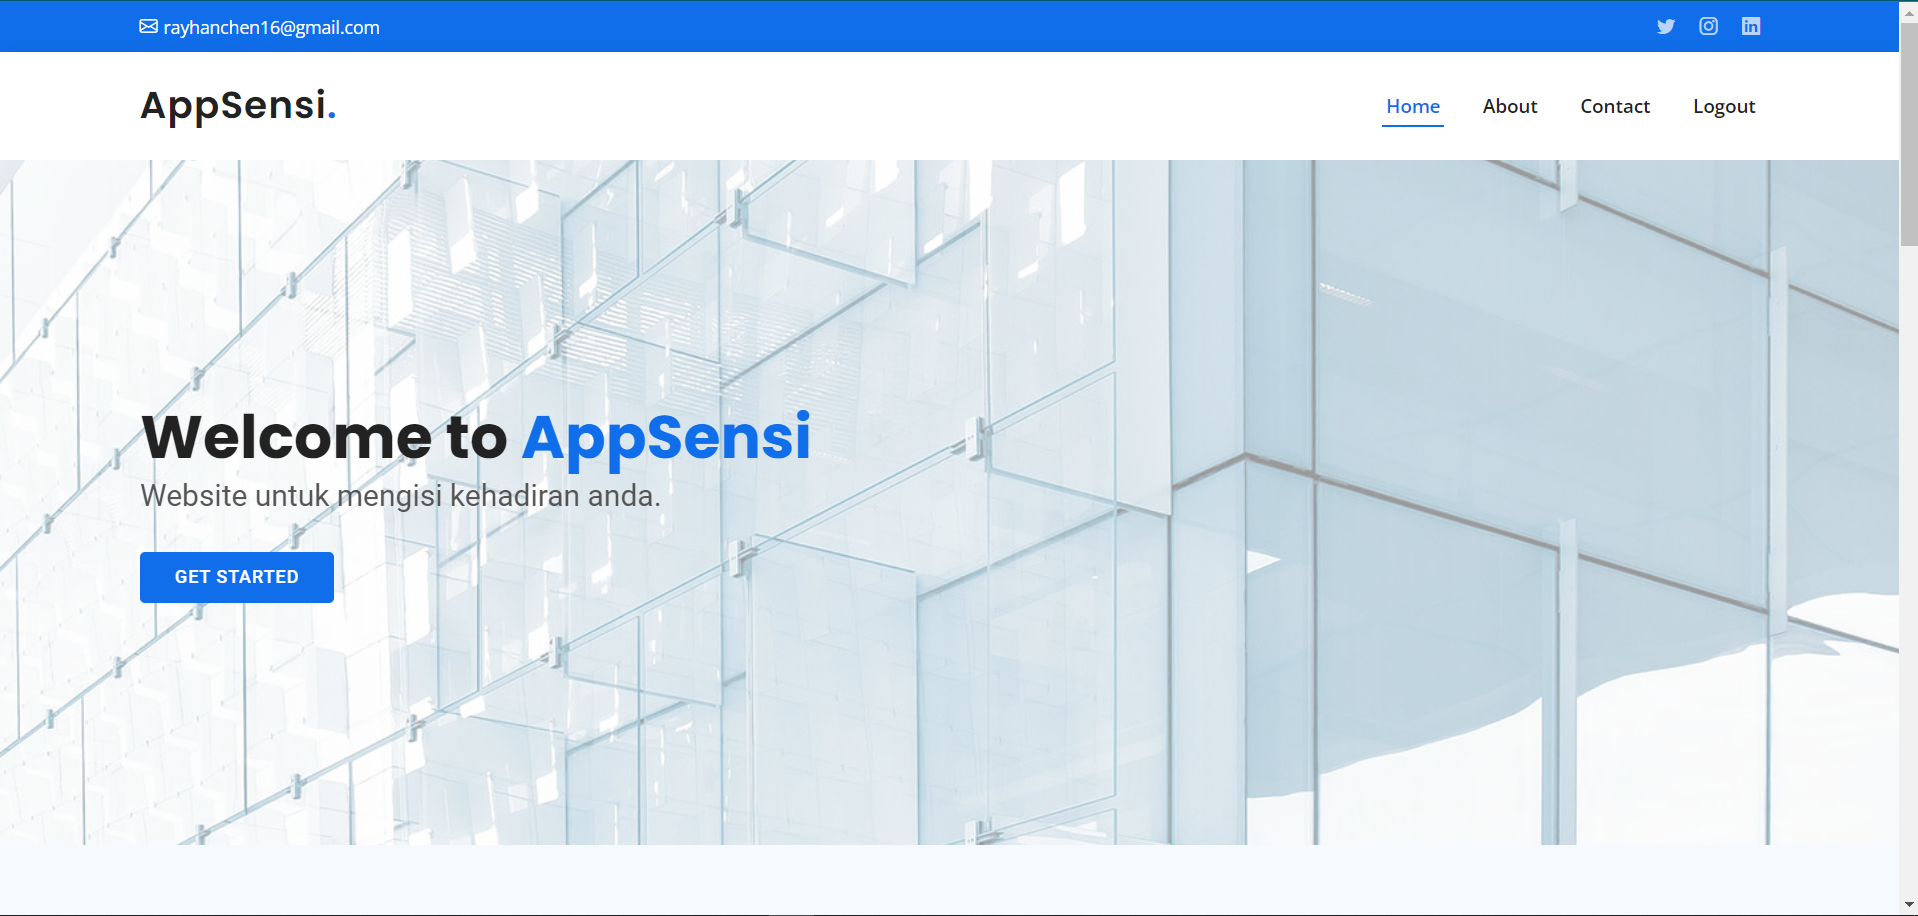 rayhanchen16@gmail.com
AppSensi.
Home About Contact Logout
Welcome to AppSensi
Website untuk mengisi kehadiran anda.
GET STARTED